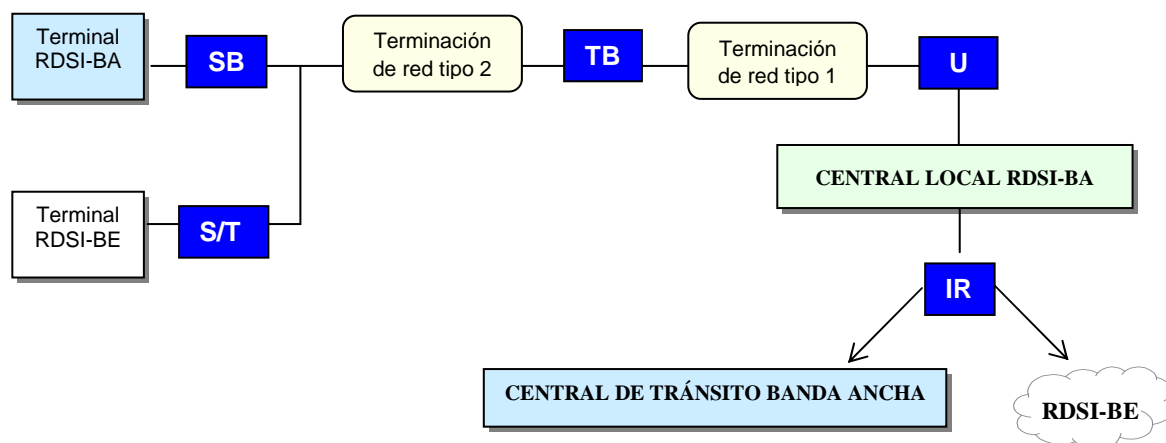 Terminal
RDSI-BA
SB
Terminación
de red tipo 2
TB
Terminación
de red tipo 1
U
CENTRAL LOCAL RDSI-BA
Terminal
RDSI-BE
S/T
IR
CENTRAL DE TRÁNSITO BANDA ANCHA
RDSI-BE